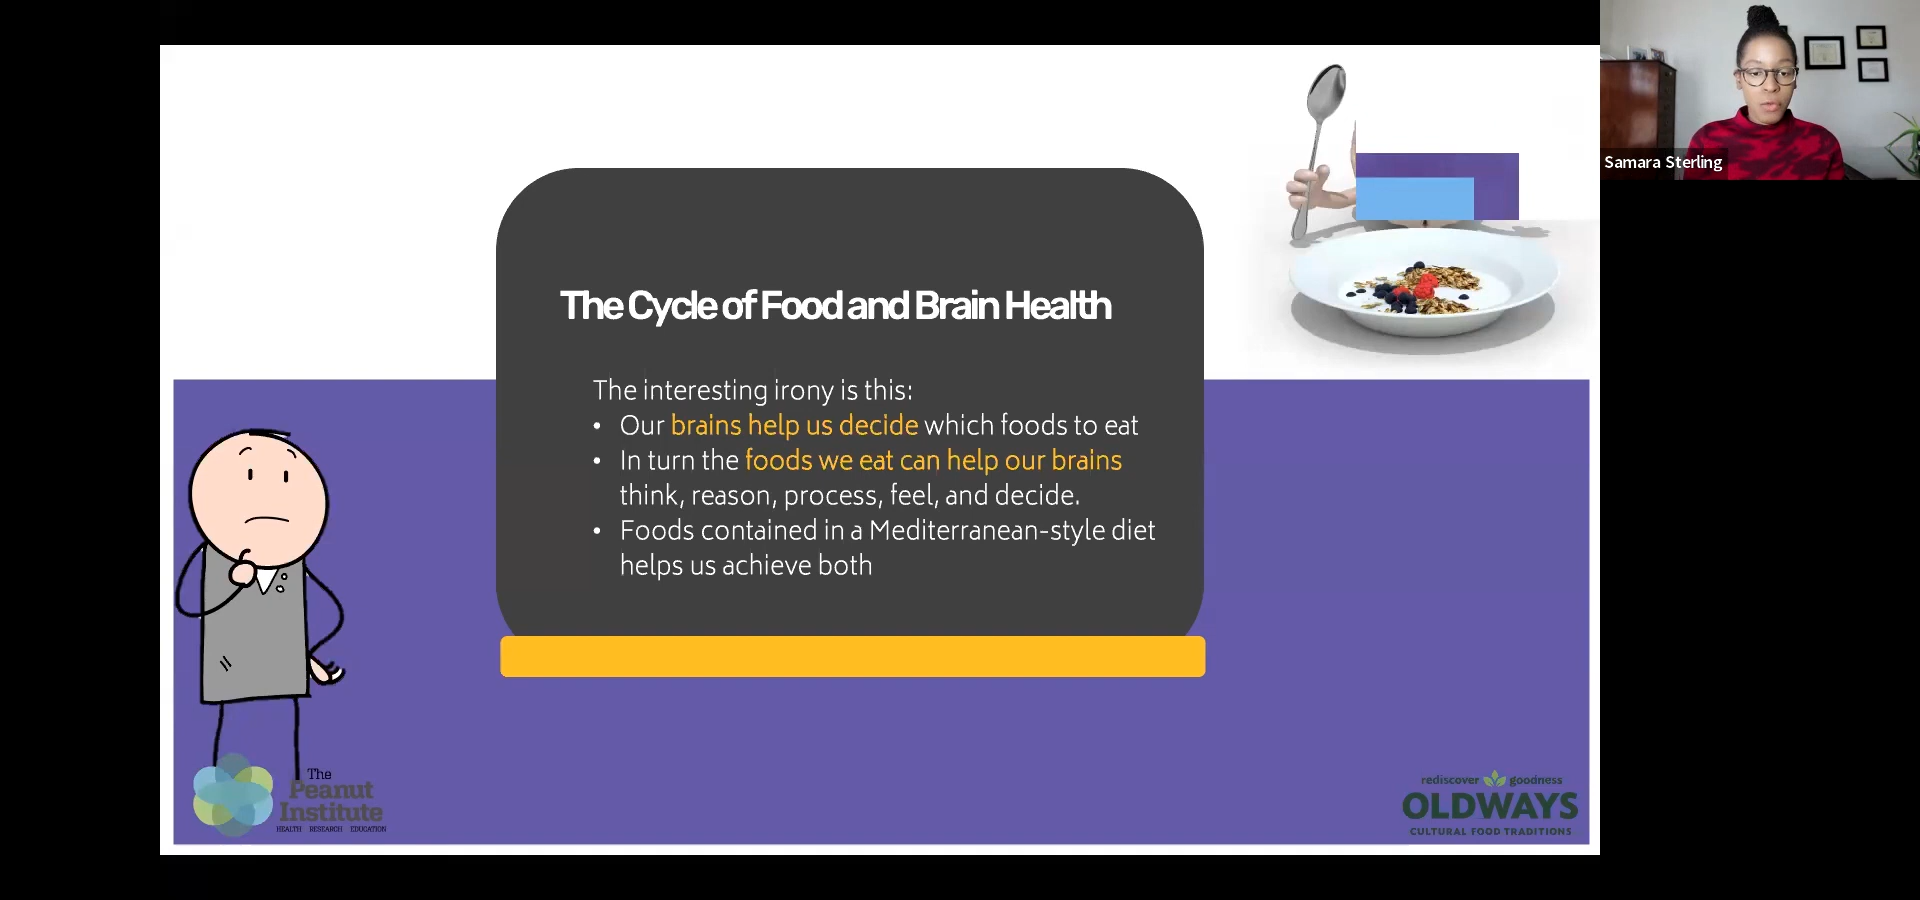 Samara Sterling
The Cycle of Food and Brain Health
The interesting irony is this:
• Our brains help us decide which foods to eat
• In turn the foods we eat can help our brains
think, reason, process, feel, and decide.
• Foods contained in a Mediterranean-style diet
helps us achieve both
The
Peanut
Institute
HEALTH RESEARCH EDUCATION
rediscover goodness
OLDWAYS
CULTURAL FOOD TRADITIONS